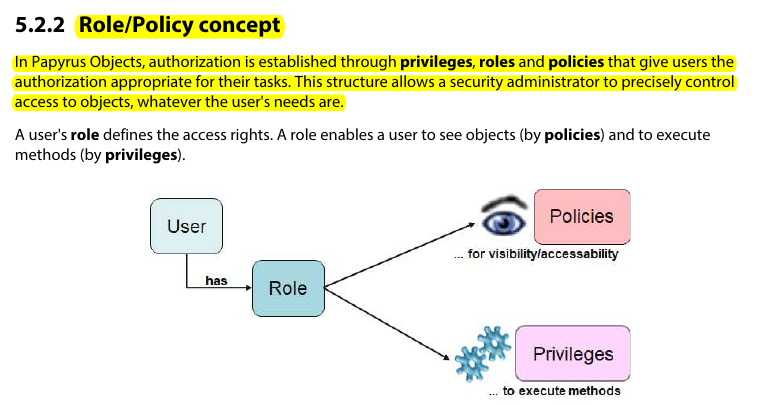 5.2.2 Role/Policy concept
In Papyrus Objects, authorization is established through privileges, roles and policies that give users the
authorization appropriate for their tasks. This structure allows a security administrator to precisely control
access to objects, whatever the user's needs are.
A user's role defines the access rights. A role enables a user to see objects (by policies) and to execute
methods (by privileges).
User
has
Role
Policies
... for visibility/accessability
Privileges
... to execute methods